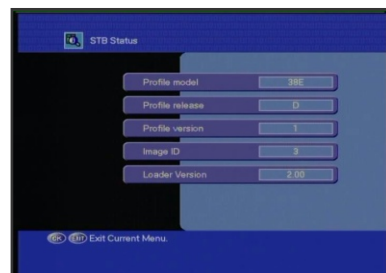 STB Status
Profile model 38E
Profile release D
Profile version 1
Image ID 3
Loader Version 2.00
OK EXIT Exit Current Menu.